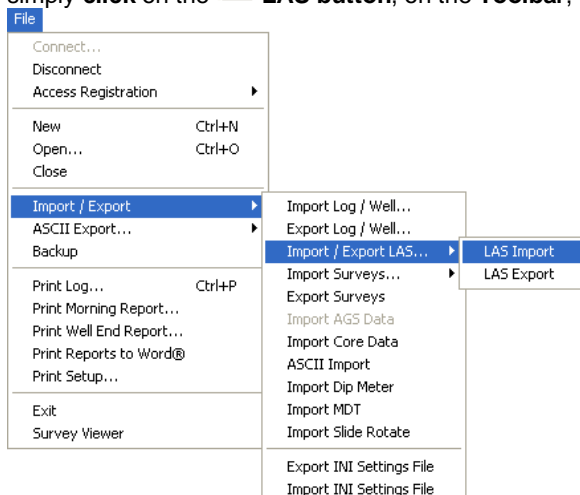 simply click on the LAS button, on the Toolbar,
File
Connect...
Disconnect
Access Registration
New Ctrl+N
Open... Ctrl+O
Close
Import / Export
ASCII Export...
Backup
Print Log... Ctrl+P
Print Morning Report...
Print Well End Report...
Print Reports to Word®
Print Setup...
Exit
Survey Viewer
Import Log / Well...
Export Log / Well...
Import / Export LAS...
Import Surveys...
Export Surveys
Import AGS Data
Import Core Data
ASCII Import
Import Dip Meter
Import MDT
Import Slide Rotate
Export INI Settings File
Import INI Settings File
LAS Import
LAS Export